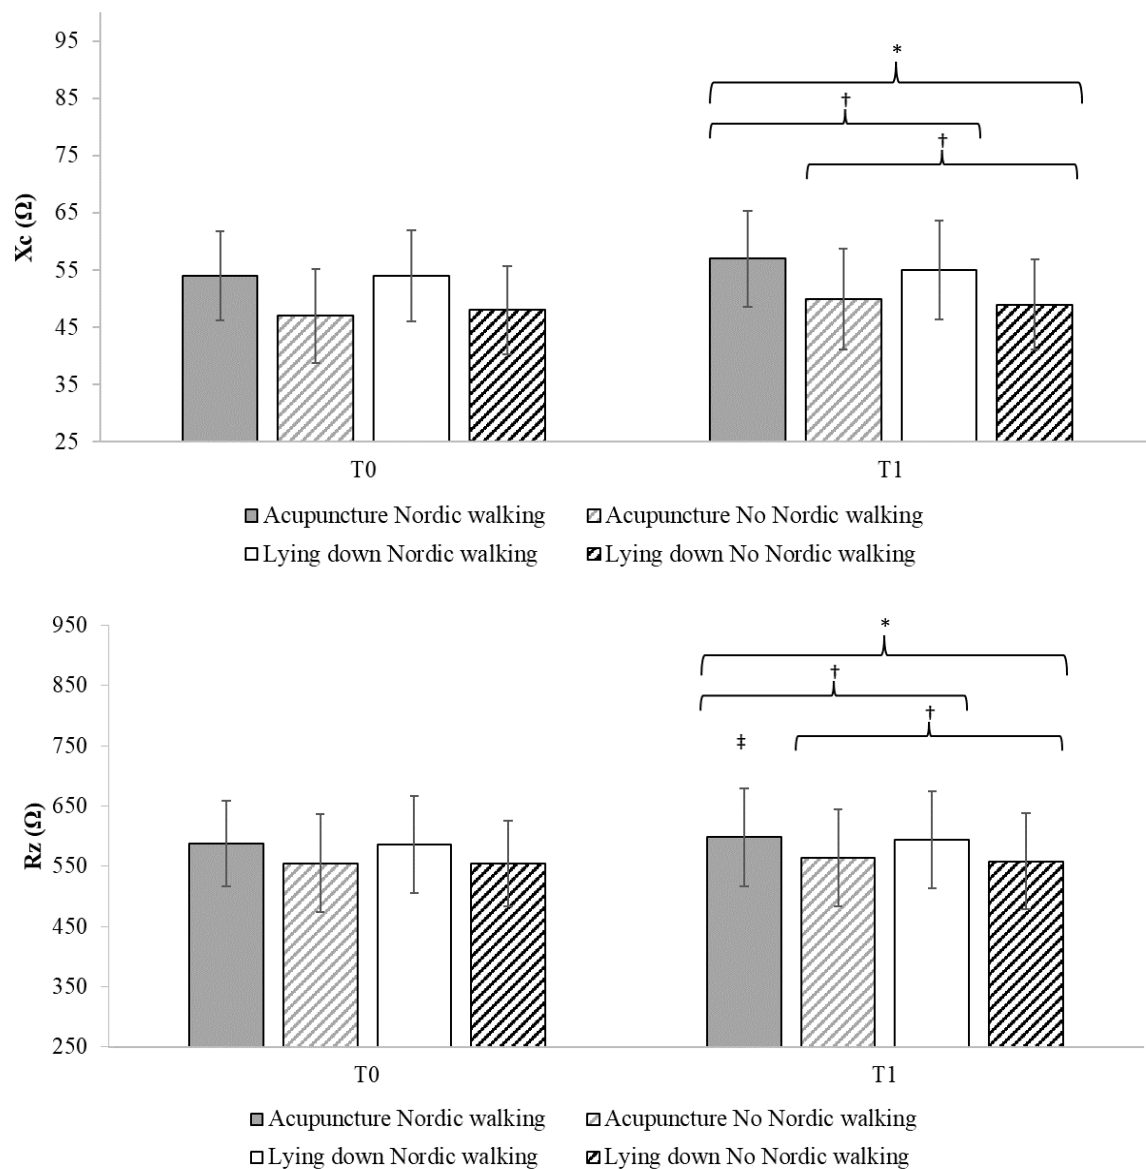 95
*
85
†
75
†
65
Xc (Ω)
55
45
35
25
T0 T1
Acupuncture Nordic walking Acupuncture No Nordic walking
Lying down Nordic walking Lying down No Nordic walking
950
*
850
†
†
750
‡
650
Rz (Ω)
550
450
350
250
T0 T1
Acupuncture Nordic walking Acupuncture No Nordic walking
Lying down Nordic walking Lying down No Nordic walking